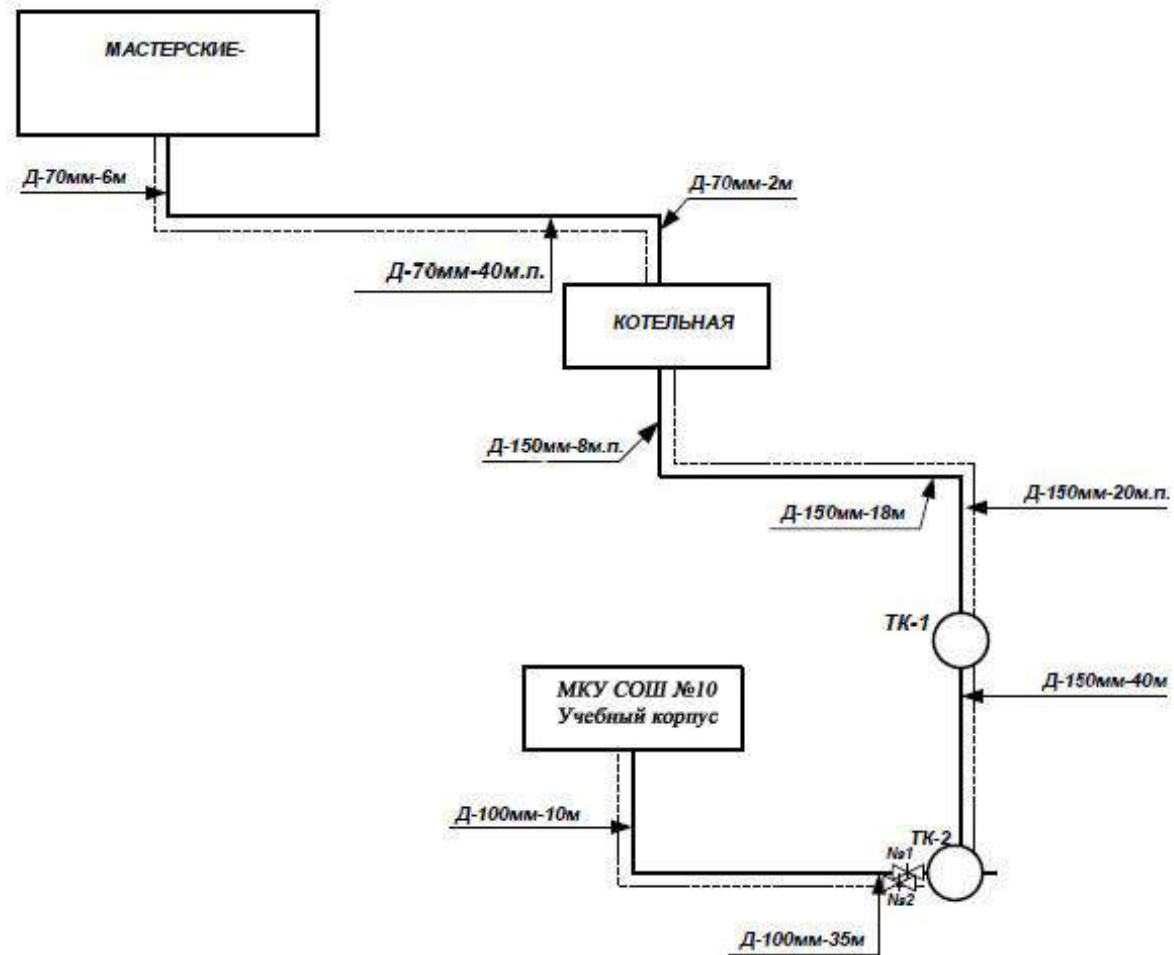 МАСТЕРСКИЕ-
Д-70мм-6м
Д-70мм-2м
Д-70мм-40м.п.
КОТЕЛЬНАЯ
Д-150мм-8м.п.
Д-150мм-20м.п.
Д-150мм-18м
ТК-1
Д-150мм-40м
МКУ СОШ №10
Учебный корпус
Д-100мм-10м
ТК-2
№1
№2
Д-100мм-35м